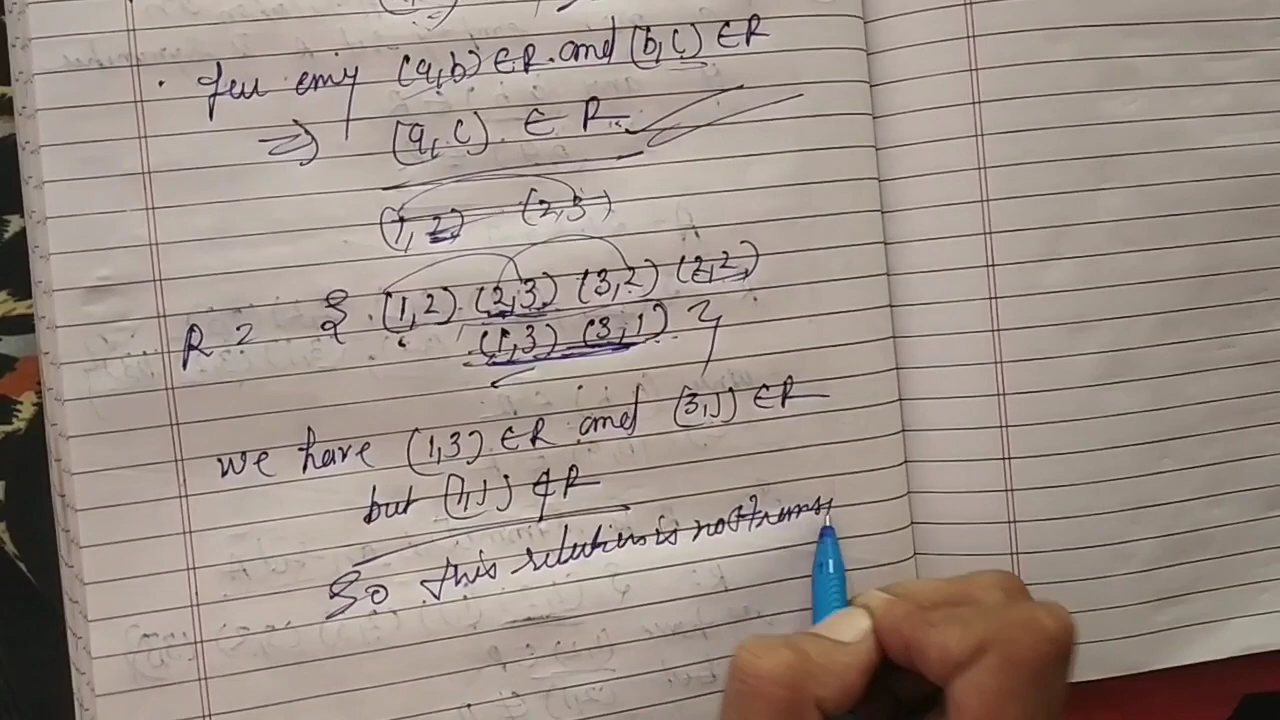 · for any (a,b) ∈ R and (b,c) ∈ R
⇒ (a,c) ∈ R
(1,2) (2,3)
R = { (1,2) (2,3) (3,2) (2,2)
(1,3) (3,1) }
we have (1,3) ∈ R and (3,1) ∈ R
but (1,1) ∉ R
So this relation is not trans